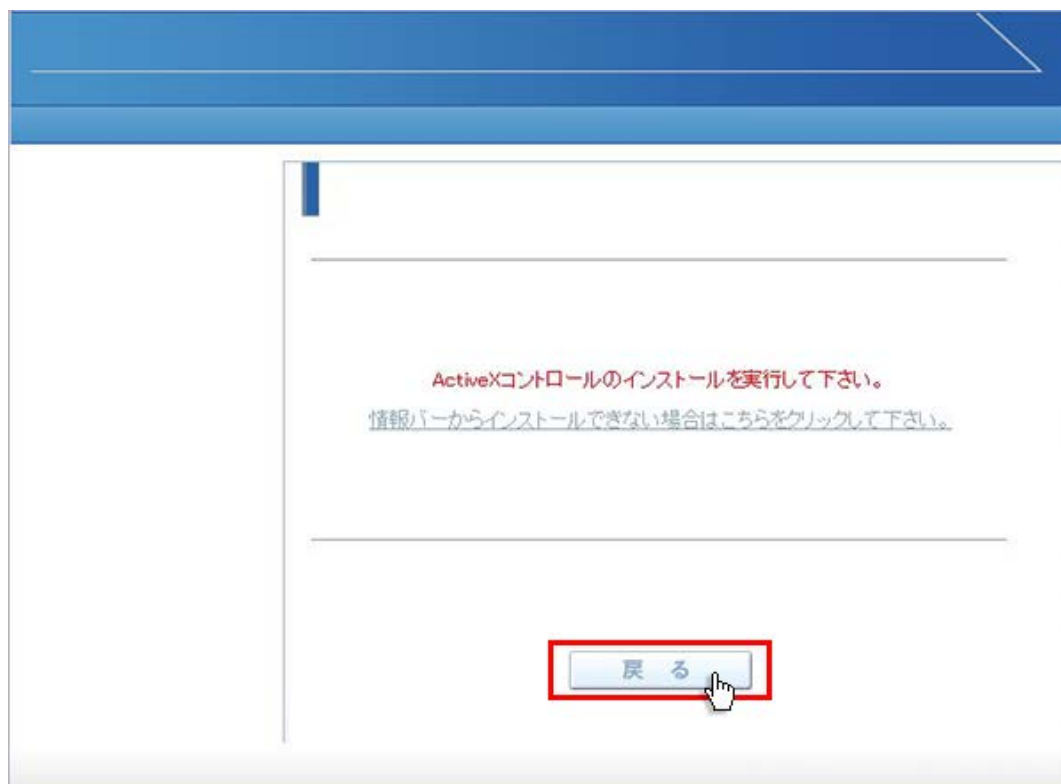 ActiveXコントロールのインストールを実行して下さい。
情報バーからインストールできない場合はこちらをクリックして下さい。
戻 る